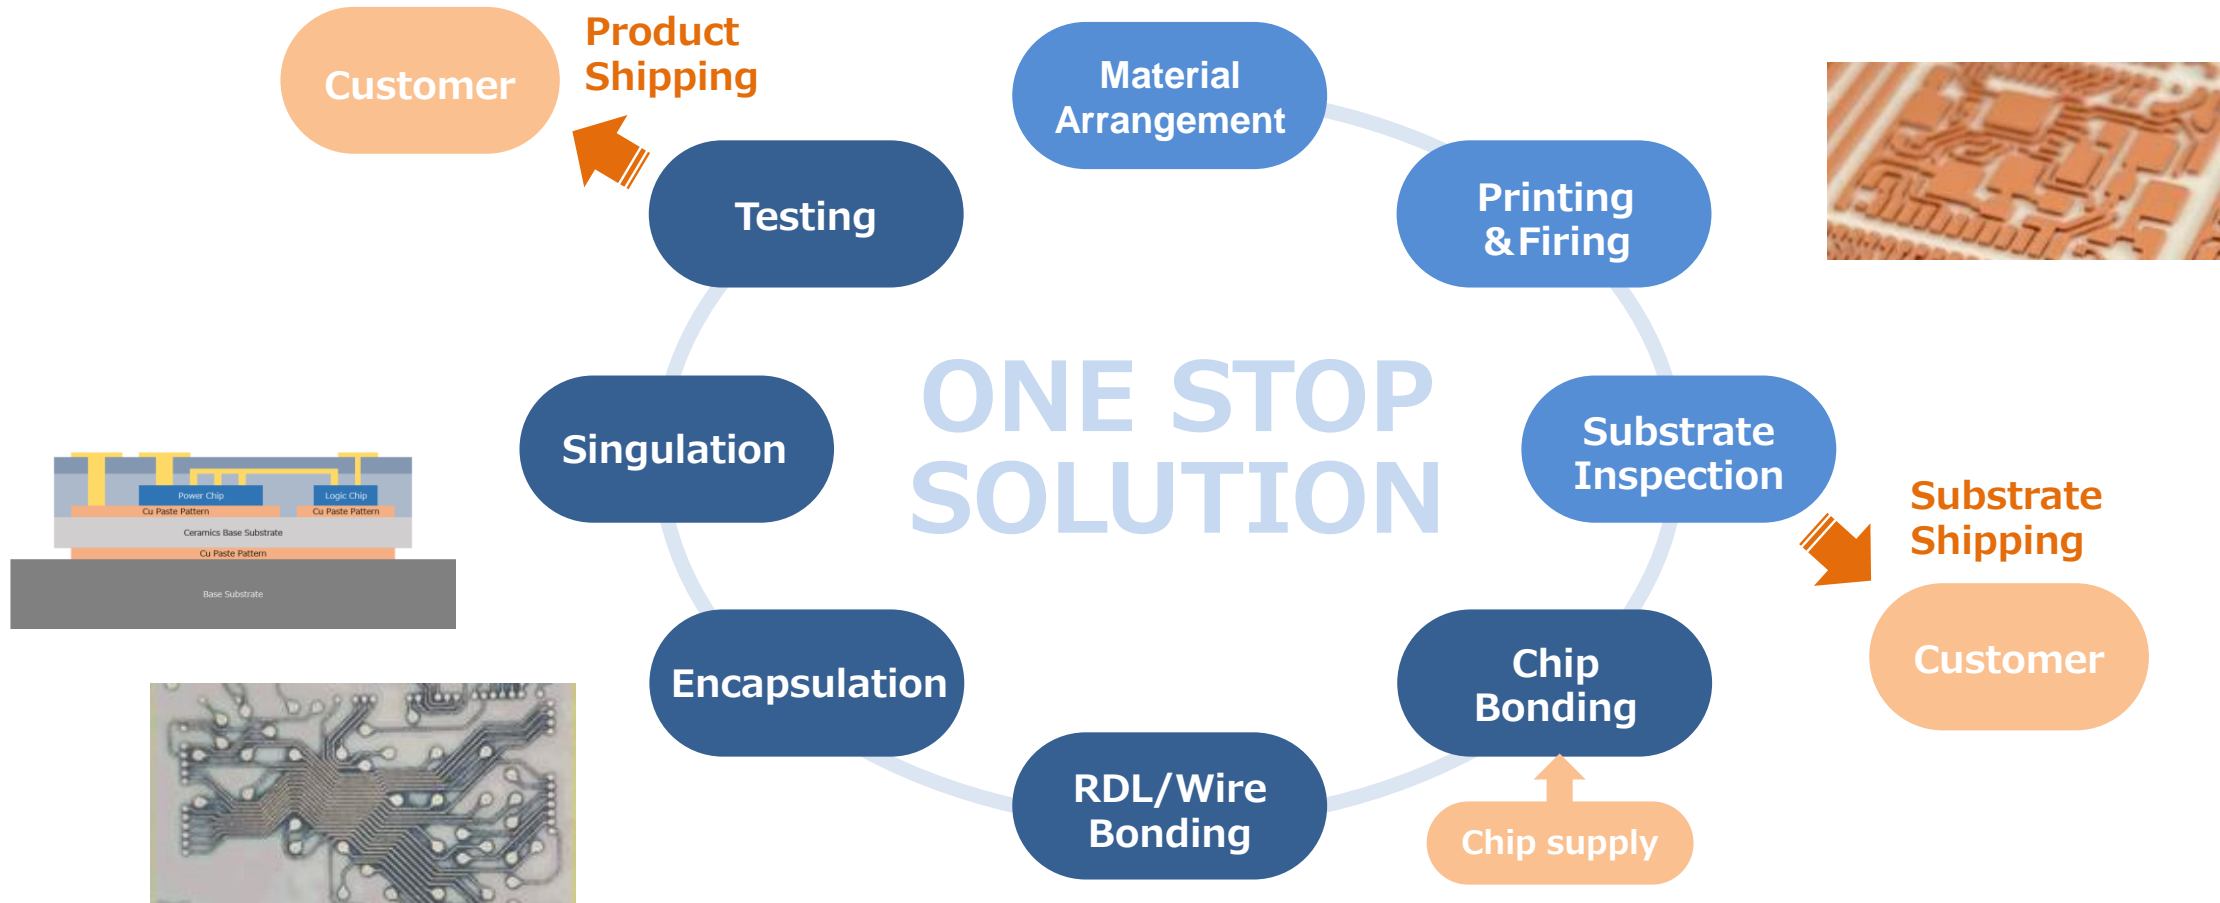 Customer
Product
Shipping
Material
Arrangement
Printing
&Firing
Testing
ONE STOP
SOLUTION
Substrate
Inspection
Singulation
Substrate
Shipping
Customer
Chip
Bonding
Chip supply
RDL/Wire
Bonding
Encapsulation
Power Chip
Logic Chip
Cu Paste Pattern
Cu Paste Pattern
Ceramics Base Substrate
Cu Paste Pattern
Base Substrate